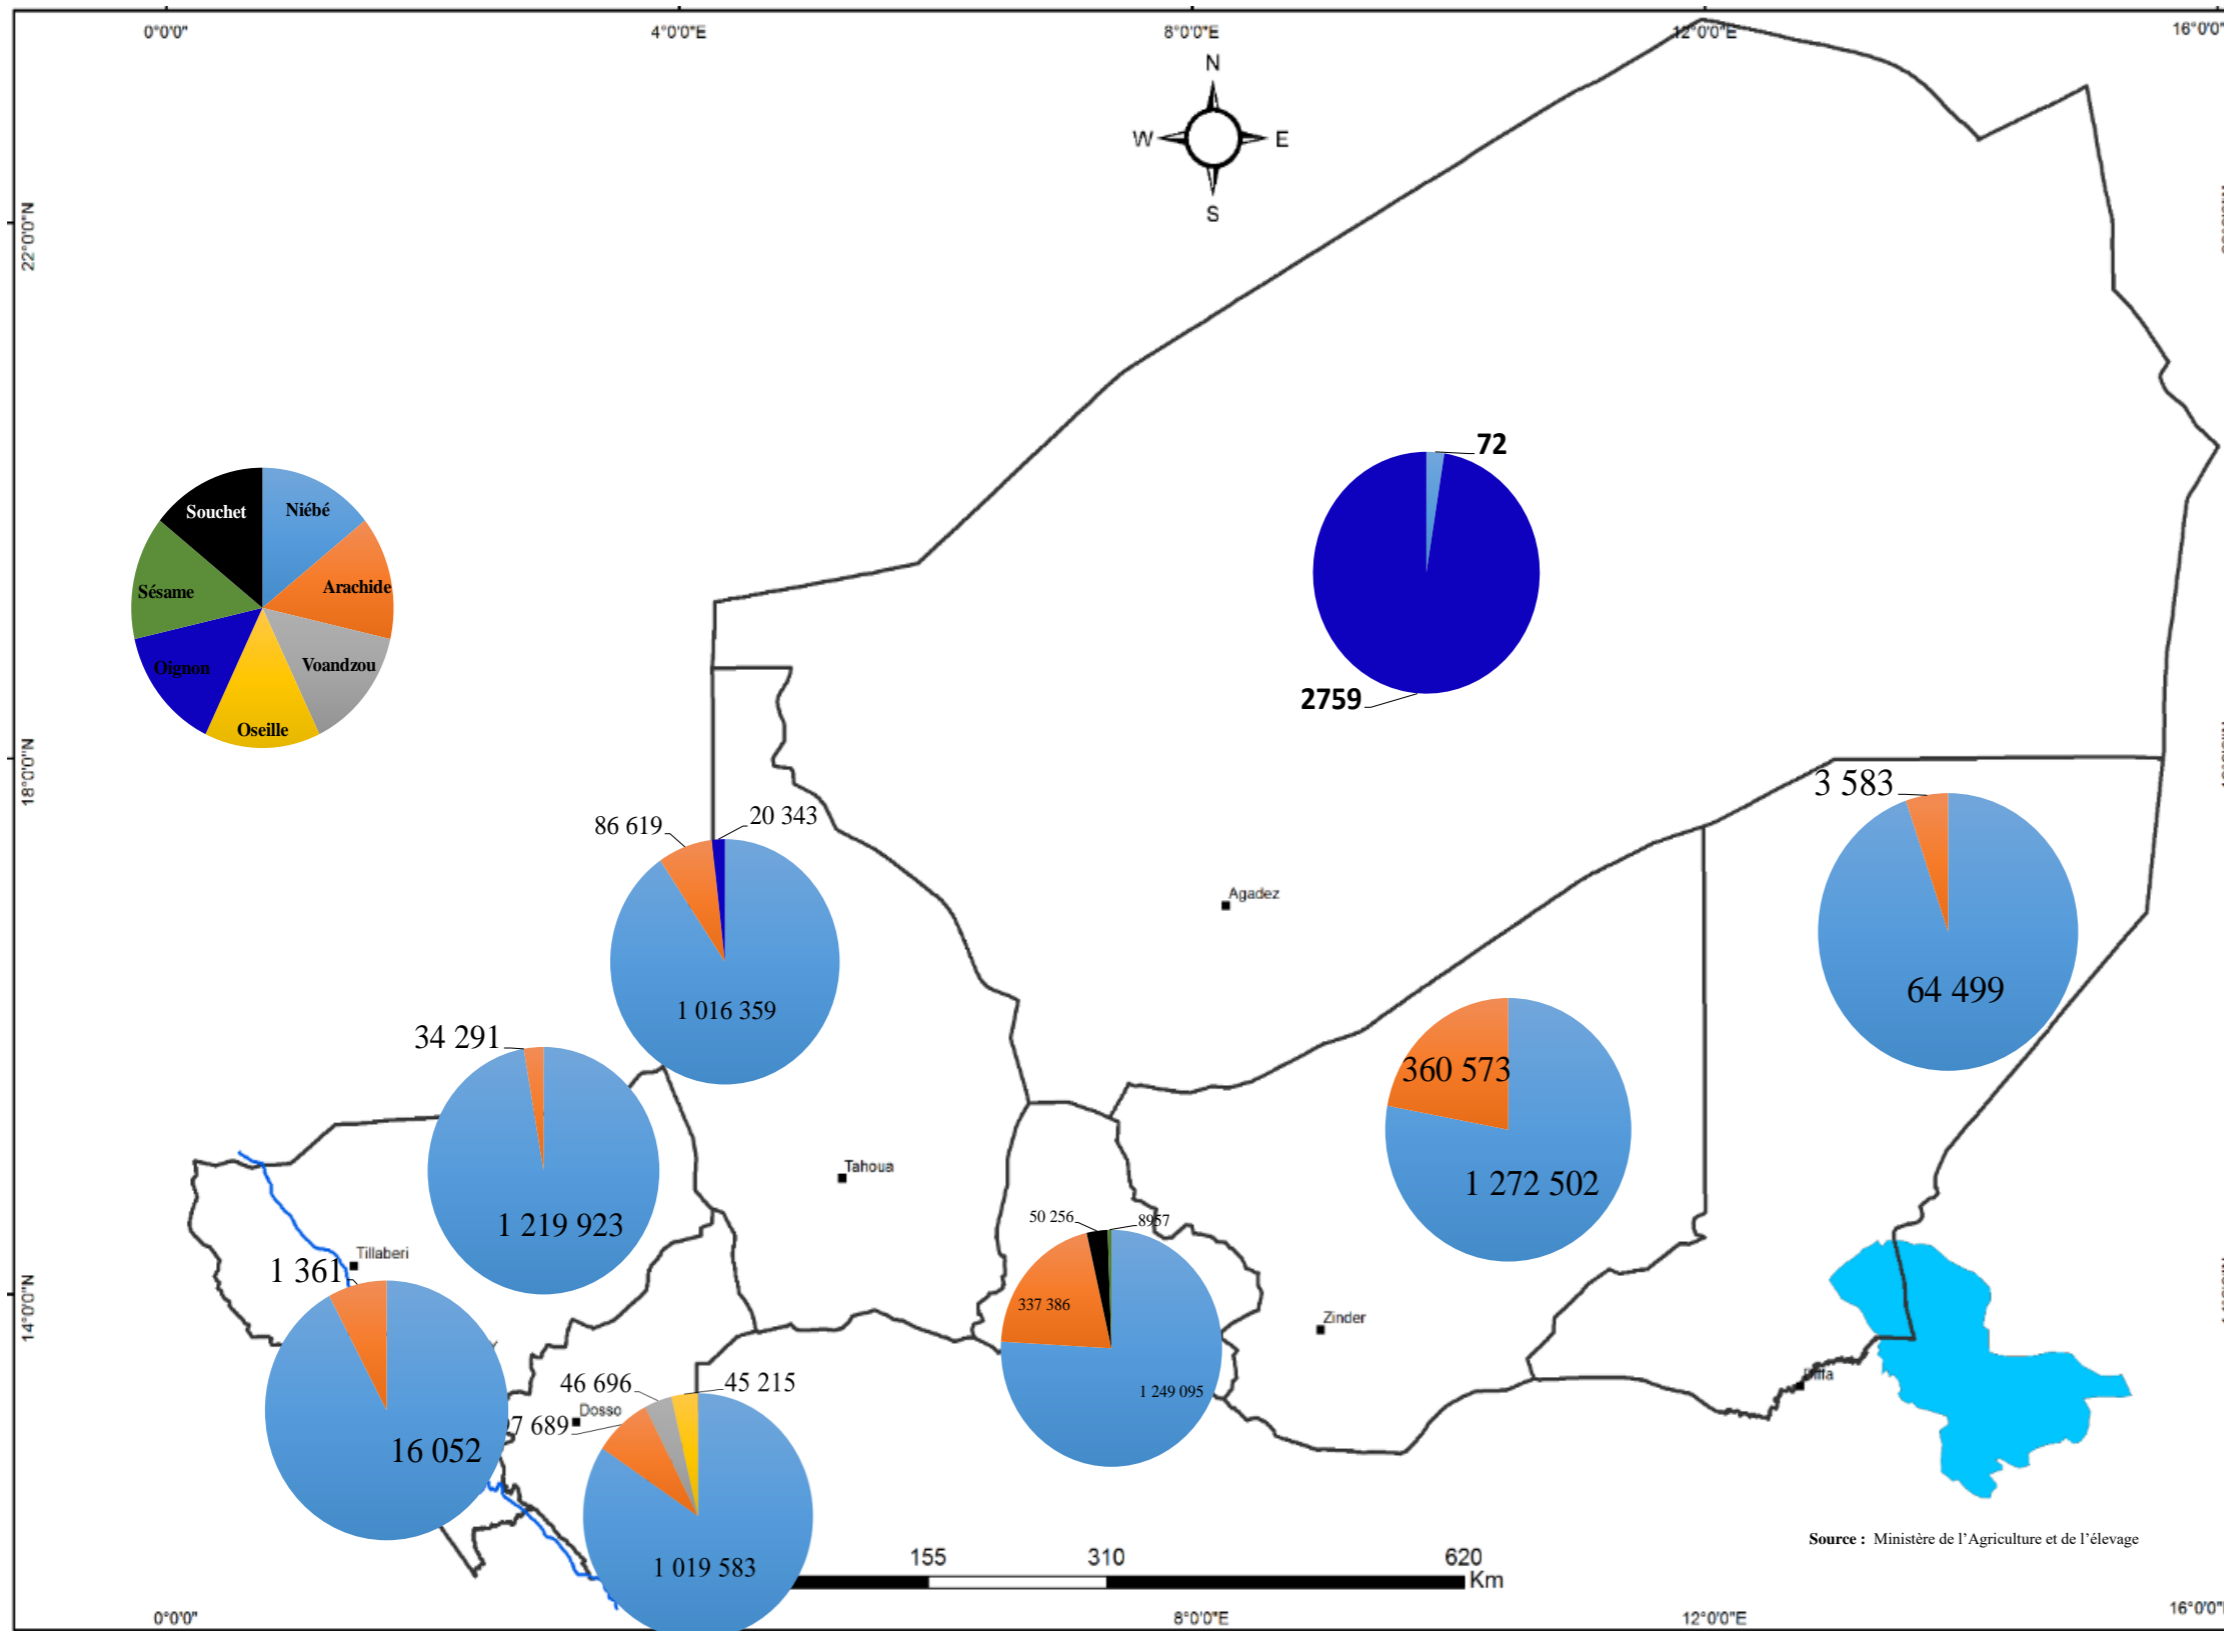 0°0'0"
4°0'0"E
8°0'0"E
12°0'0"E
16°0'0"
N
W
E
S
22°0'0"N
72
Souchet
Niébé
Sésame
Arachide
Oignon
Voandzou
Oseille
2759
18°0'0"N
3 583
86 619
20 343
Agadez
64 499
1 016 359
34 291
360 573
Tahoua
1 272 502
1 219 923
50 256
8957
Tillaberi
1 361
14°0'0"N
337 386
Zinder
46 696
45 215
1 249 095
Dosso
7 689
16 052
Source : Ministère de l'Agriculture et de l'élevage
155
310
620
Km
1 019 583
0°0'0"
8°0'0"E
12°0'0"E
16°0'0"